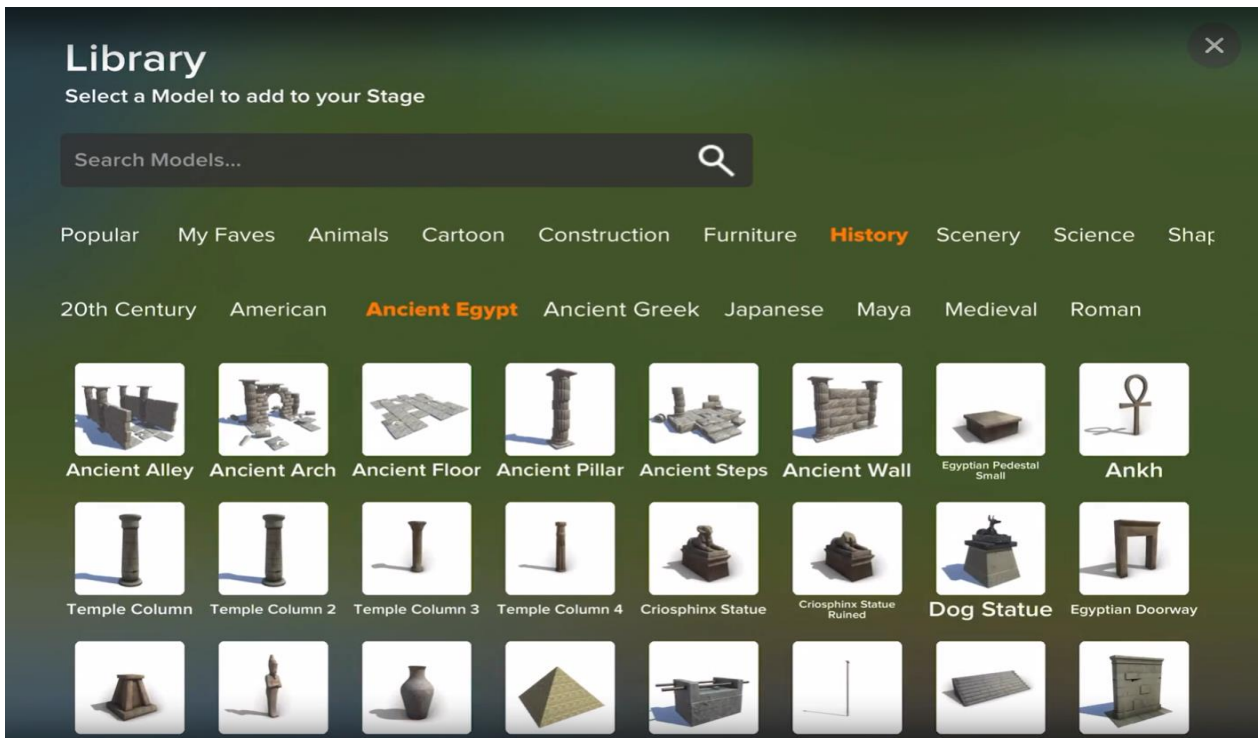 Library
Select a Model to add to your Stage
Search Models...
Popular My Faves Animals Cartoon Construction Furniture History Scenery Science Shap
20th Century American Ancient Egypt Ancient Greek Japanese Maya Medieval Roman
Ancient Alley Ancient Arch Ancient Floor Ancient Pillar Ancient Steps Ancient Wall Egyptian Pedestal Small Ankh
Temple Column Temple Column 2 Temple Column 3 Temple Column 4 Criosphinx Statue Criosphinx Statue Ruined Dog Statue Egyptian Doorway